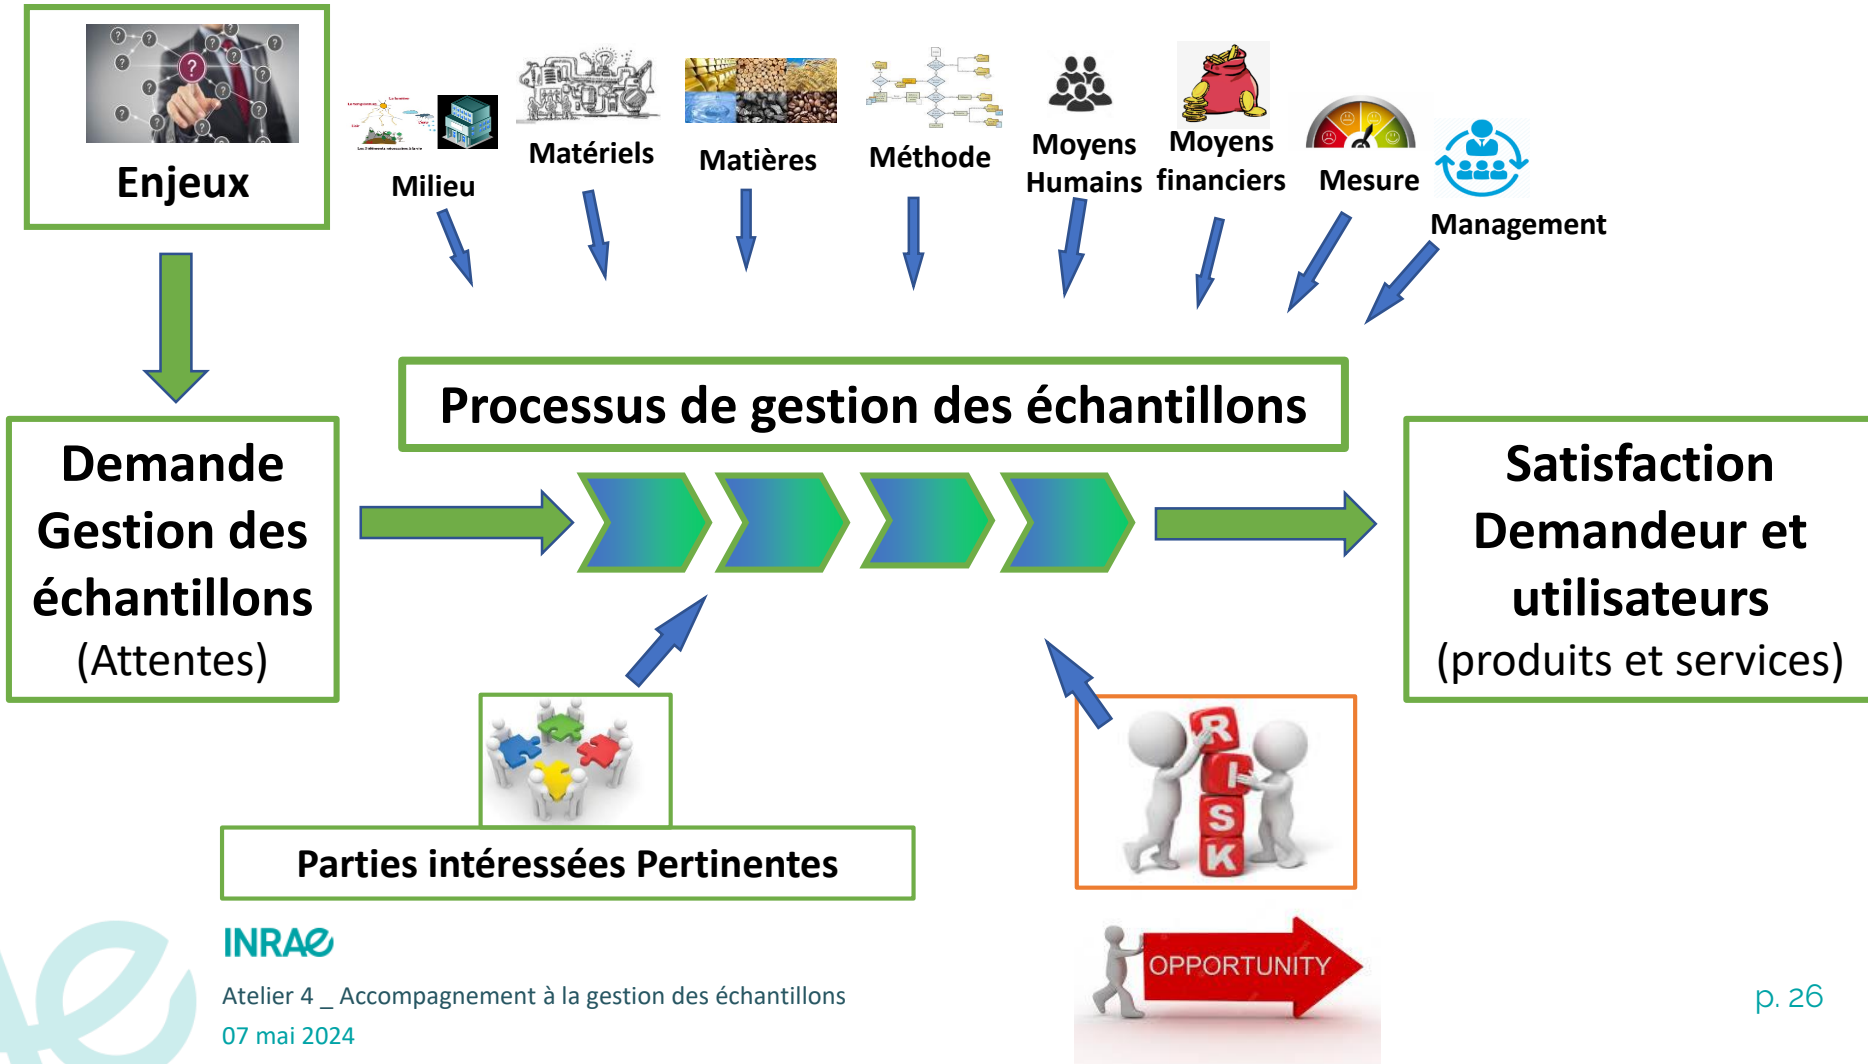 Enjeux
Milieu
Matériels
Matières
Méthode
Moyens
Humains
Moyens
financiers
Mesure
Management
Processus de gestion des échantillons
Demande
Gestion des
échantillons
(Attentes)
Satisfaction
Demandeur et
utilisateurs
(produits et services)
Parties intéressées Pertinentes
R
I
S
K
OPPORTUNITY
INRAE
Atelier 4 _ Accompagnement à la gestion des échantillons
07 mai 2024
p. 26